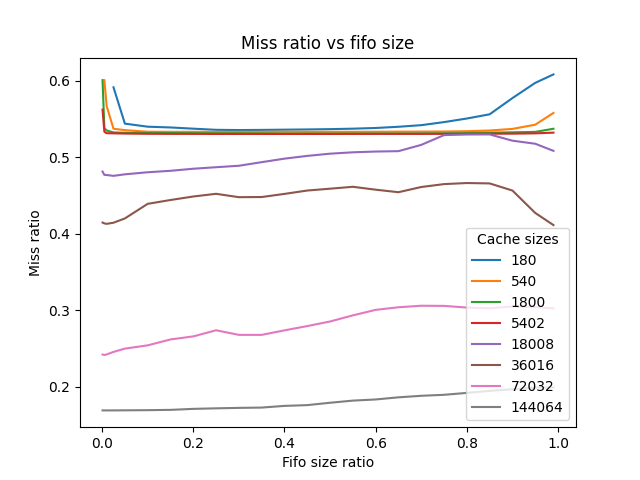 Miss ratio vs fifo size
Miss ratio
0.6
0.5
0.4
0.3
0.2
Cache sizes
180
540
1800
5402
18008
36016
72032
144064
0.0 0.2 0.4 0.6 0.8 1.0
Fifo size ratio